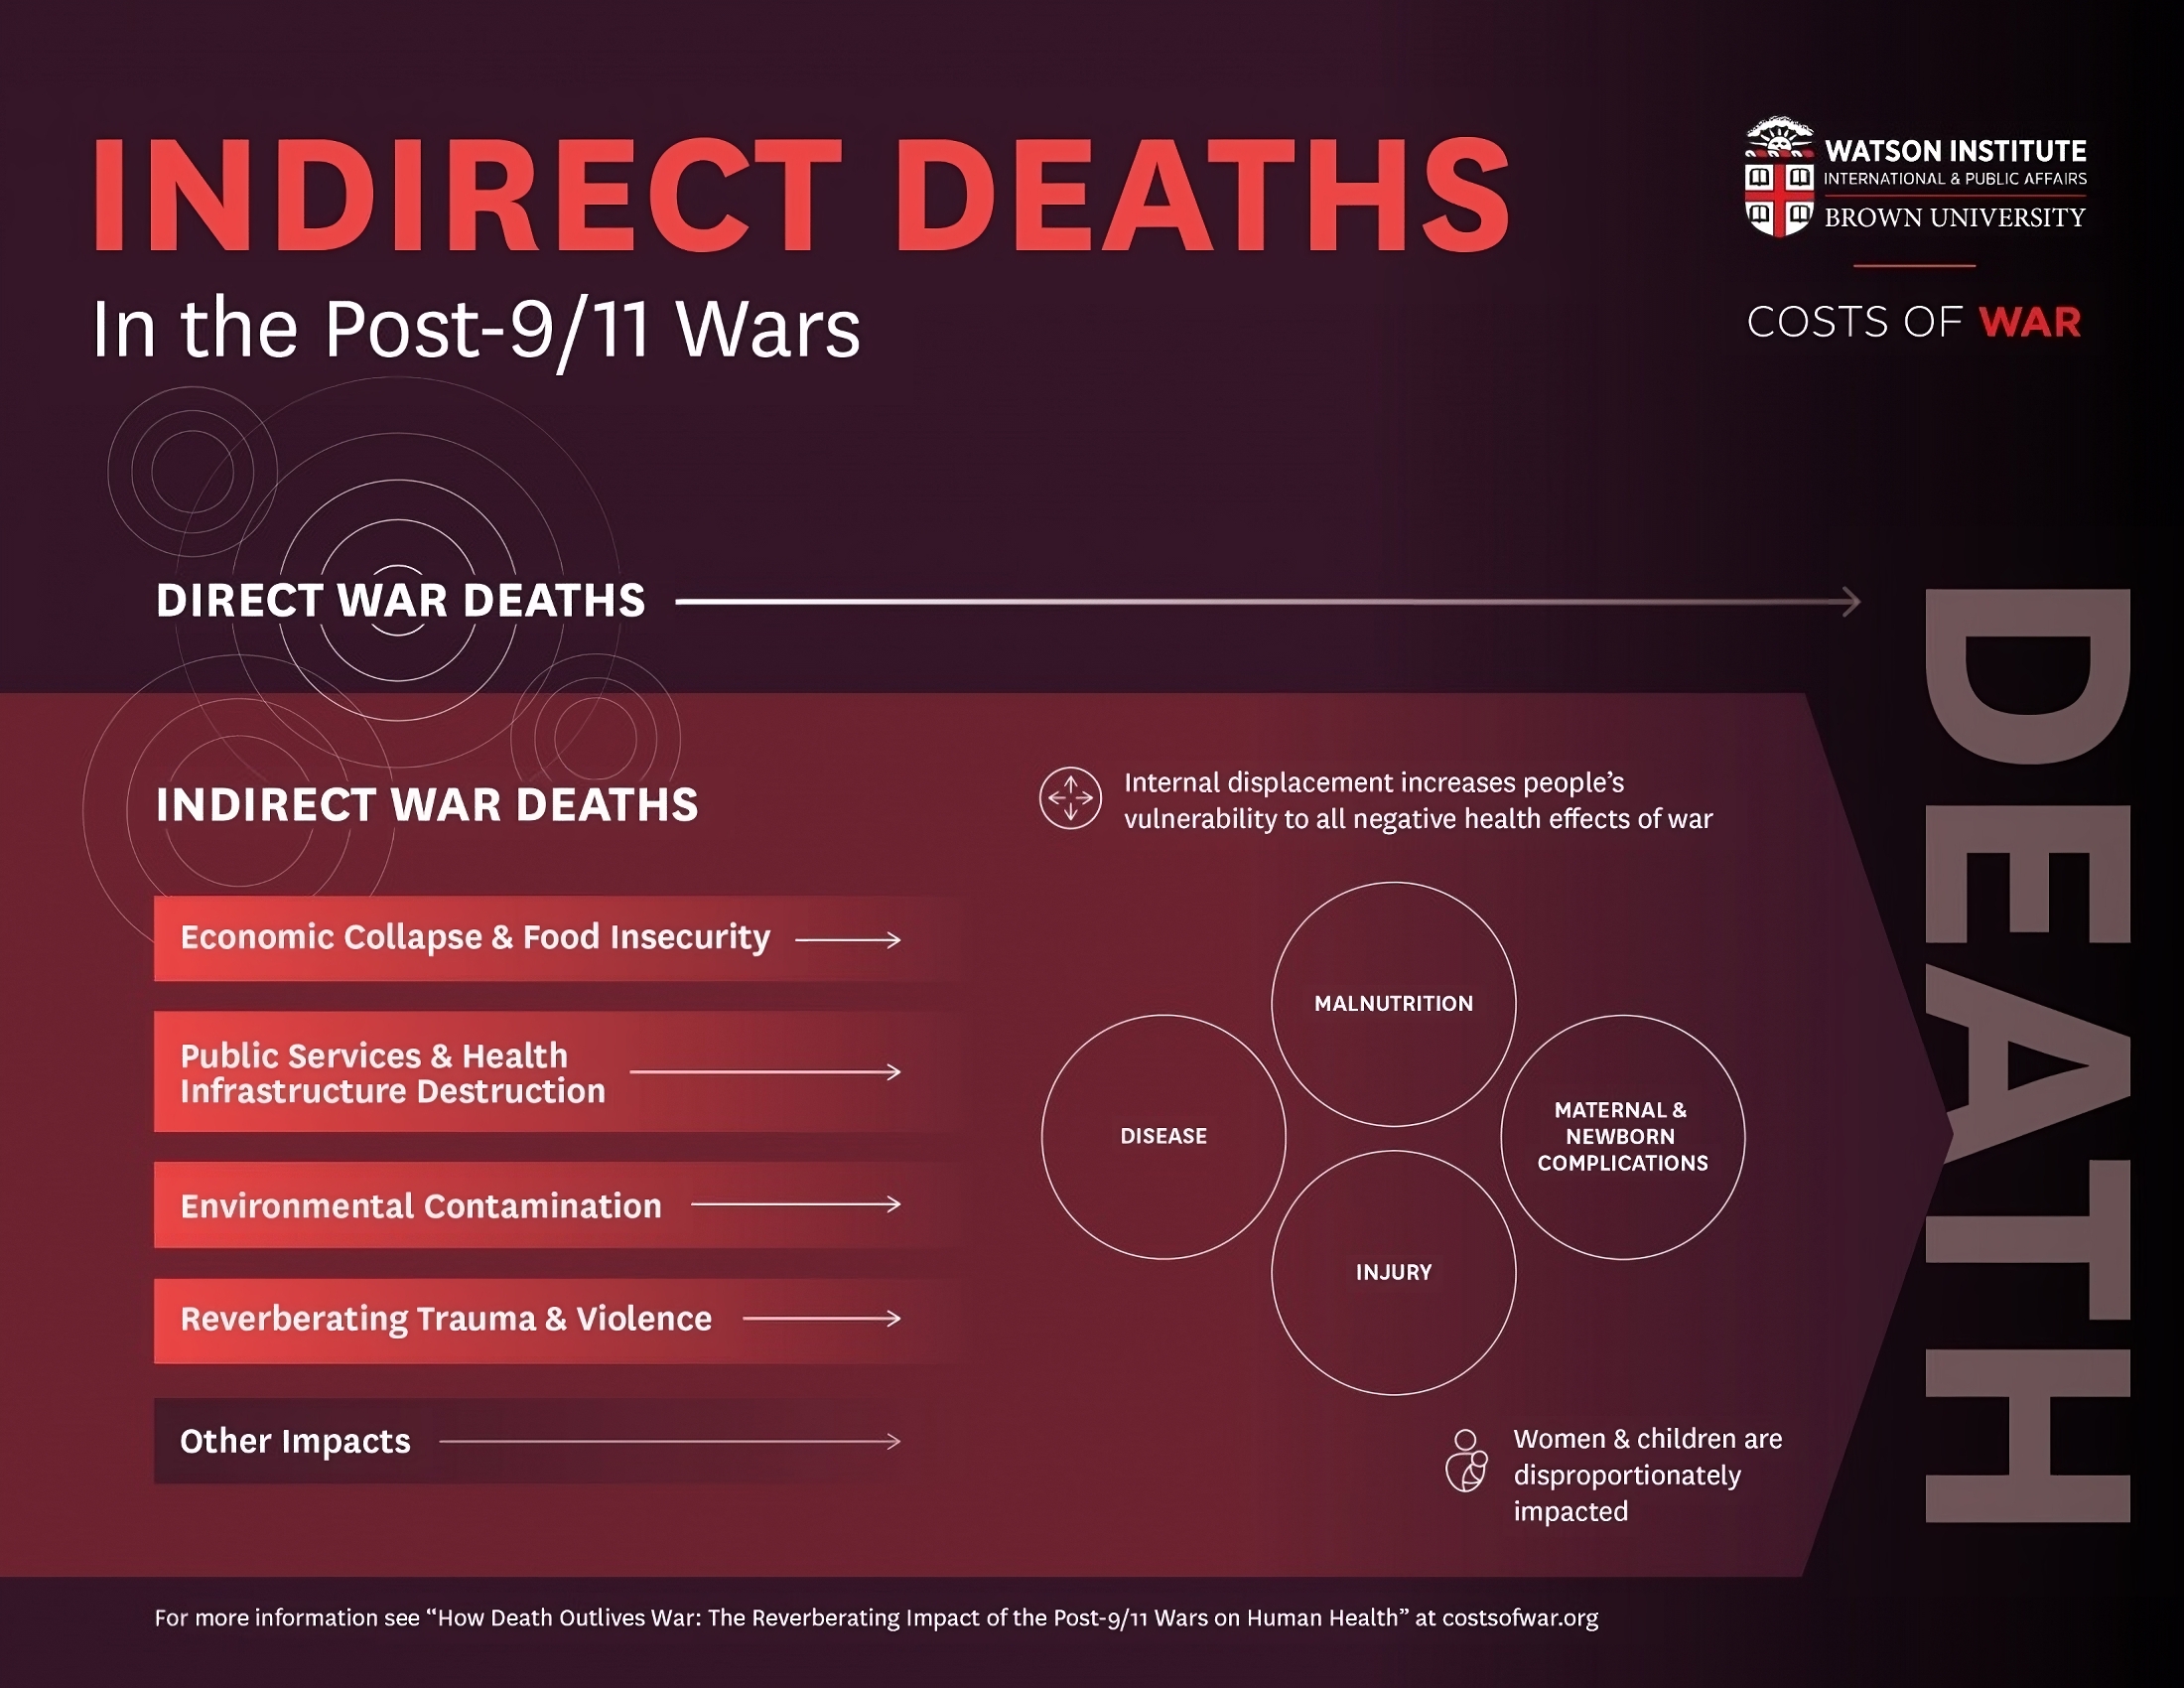 INDIRECT DEATHS
In the Post-9/11 Wars
WATSON INSTITUTE
INTERNATIONAL & PUBLIC AFFAIRS
BROWN UNIVERSITY
COSTS OF WAR
DIRECT WAR DEATHS
DEATH
INDIRECT WAR DEATHS
Internal displacement increases people’s
vulnerability to all negative health effects of war
Economic Collapse & Food Insecurity
Public Services & Health
Infrastructure Destruction
Environmental Contamination
Reverberating Trauma & Violence
Other Impacts
MALNUTRITION
DISEASE
MATERNAL &
NEWBORN
COMPLICATIONS
INJURY
Women & children are
disproportionately
impacted
For more information see “How Death Outlives War: The Reverberating Impact of the Post-9/11 Wars on Human Health” at costsofwar.org